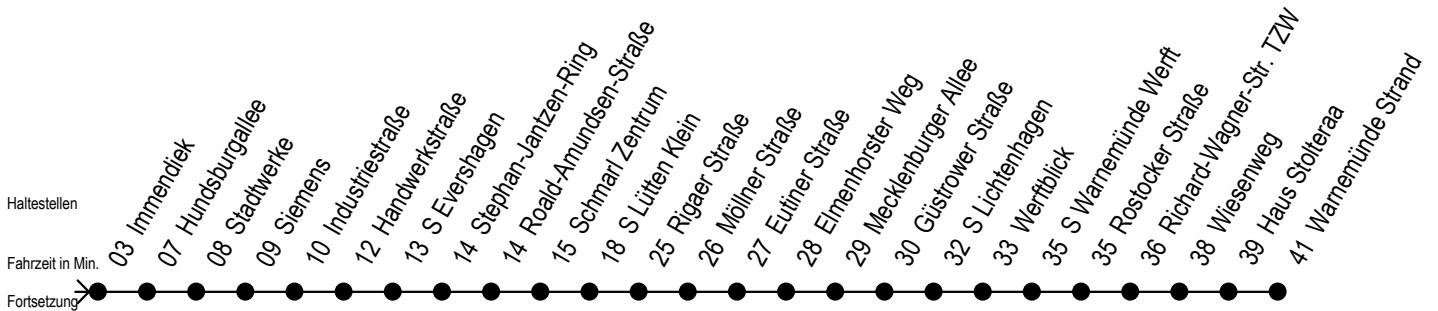 Haltestellen
Fahrzeit in Min.
Fortsetzung
03 Immendiek
07 Hundsburgallee
08 Stadtwerke
09 Siemens
10 Industriestraße
12 Handwerkstraße
13 S Evershagen
14 Stephan-Jantzen-Ring
14 Roald-Amundsen-Straße
15 Schmarl Zentrum
18 S Lütten Klein
25 Rigaer Straße
26 Möllner Straße
27 Eutiner Straße
28 Elmenhorster Weg
29 Mecklenburger Allee
30 Güstrower Straße
32 S Lichtenhagen
33 Werftblick
35 S Warnemünde Werft
35 Rostocker Straße
36 Richard-Wagner-Str. TZW
38 Wiesenweg
39 Haus Stolteraa
41 Warnemünde Strand